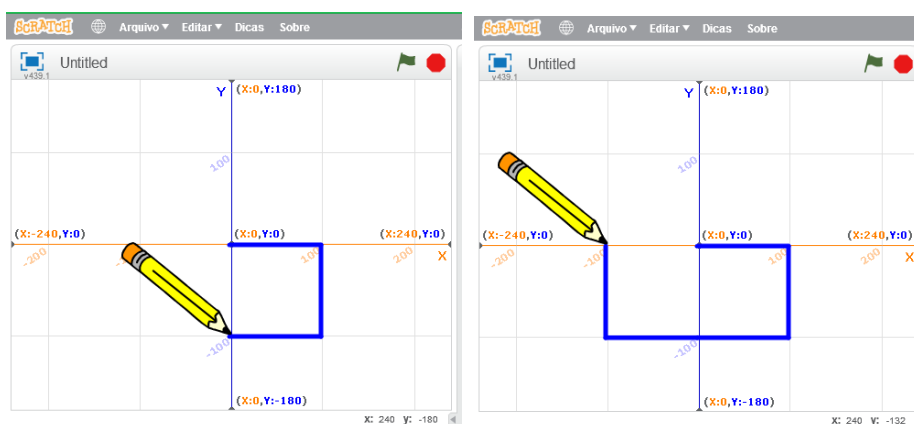 SCRATCH Arquivo▼ Editar▼ Dicas Sobre
Untitled
v439.1
Y (X:0,Y:180)
100
(X:-240,Y:0) (X:0,Y:0) (X:240,Y:0)
-200 100 200 X
-100
(X:0,Y:-180)
X: 240 Y: -180
SCRATCH Arquivo▼ Editar▼ Dicas Sobre
Untitled
v439.1
Y (X:0,Y:180)
100
(X:-240,Y:0) (X:0,Y:0) (X:240,Y:0)
-200 -100 100 200 X
-100
(X:0,Y:-180)
X: 240 Y: -132